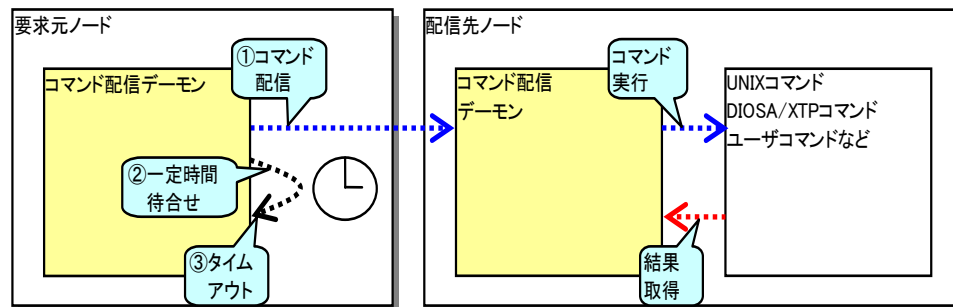 要求元ノード
コマンド配信デーモン
①コマンド
配信
②一定時間
待合せ
③タイム
アウト
配信先ノード
コマンド配信
デーモン
コマンド
実行
UNIXコマンド
DIOSA/XTPコマンド
ユーザコマンドなど
結果
取得